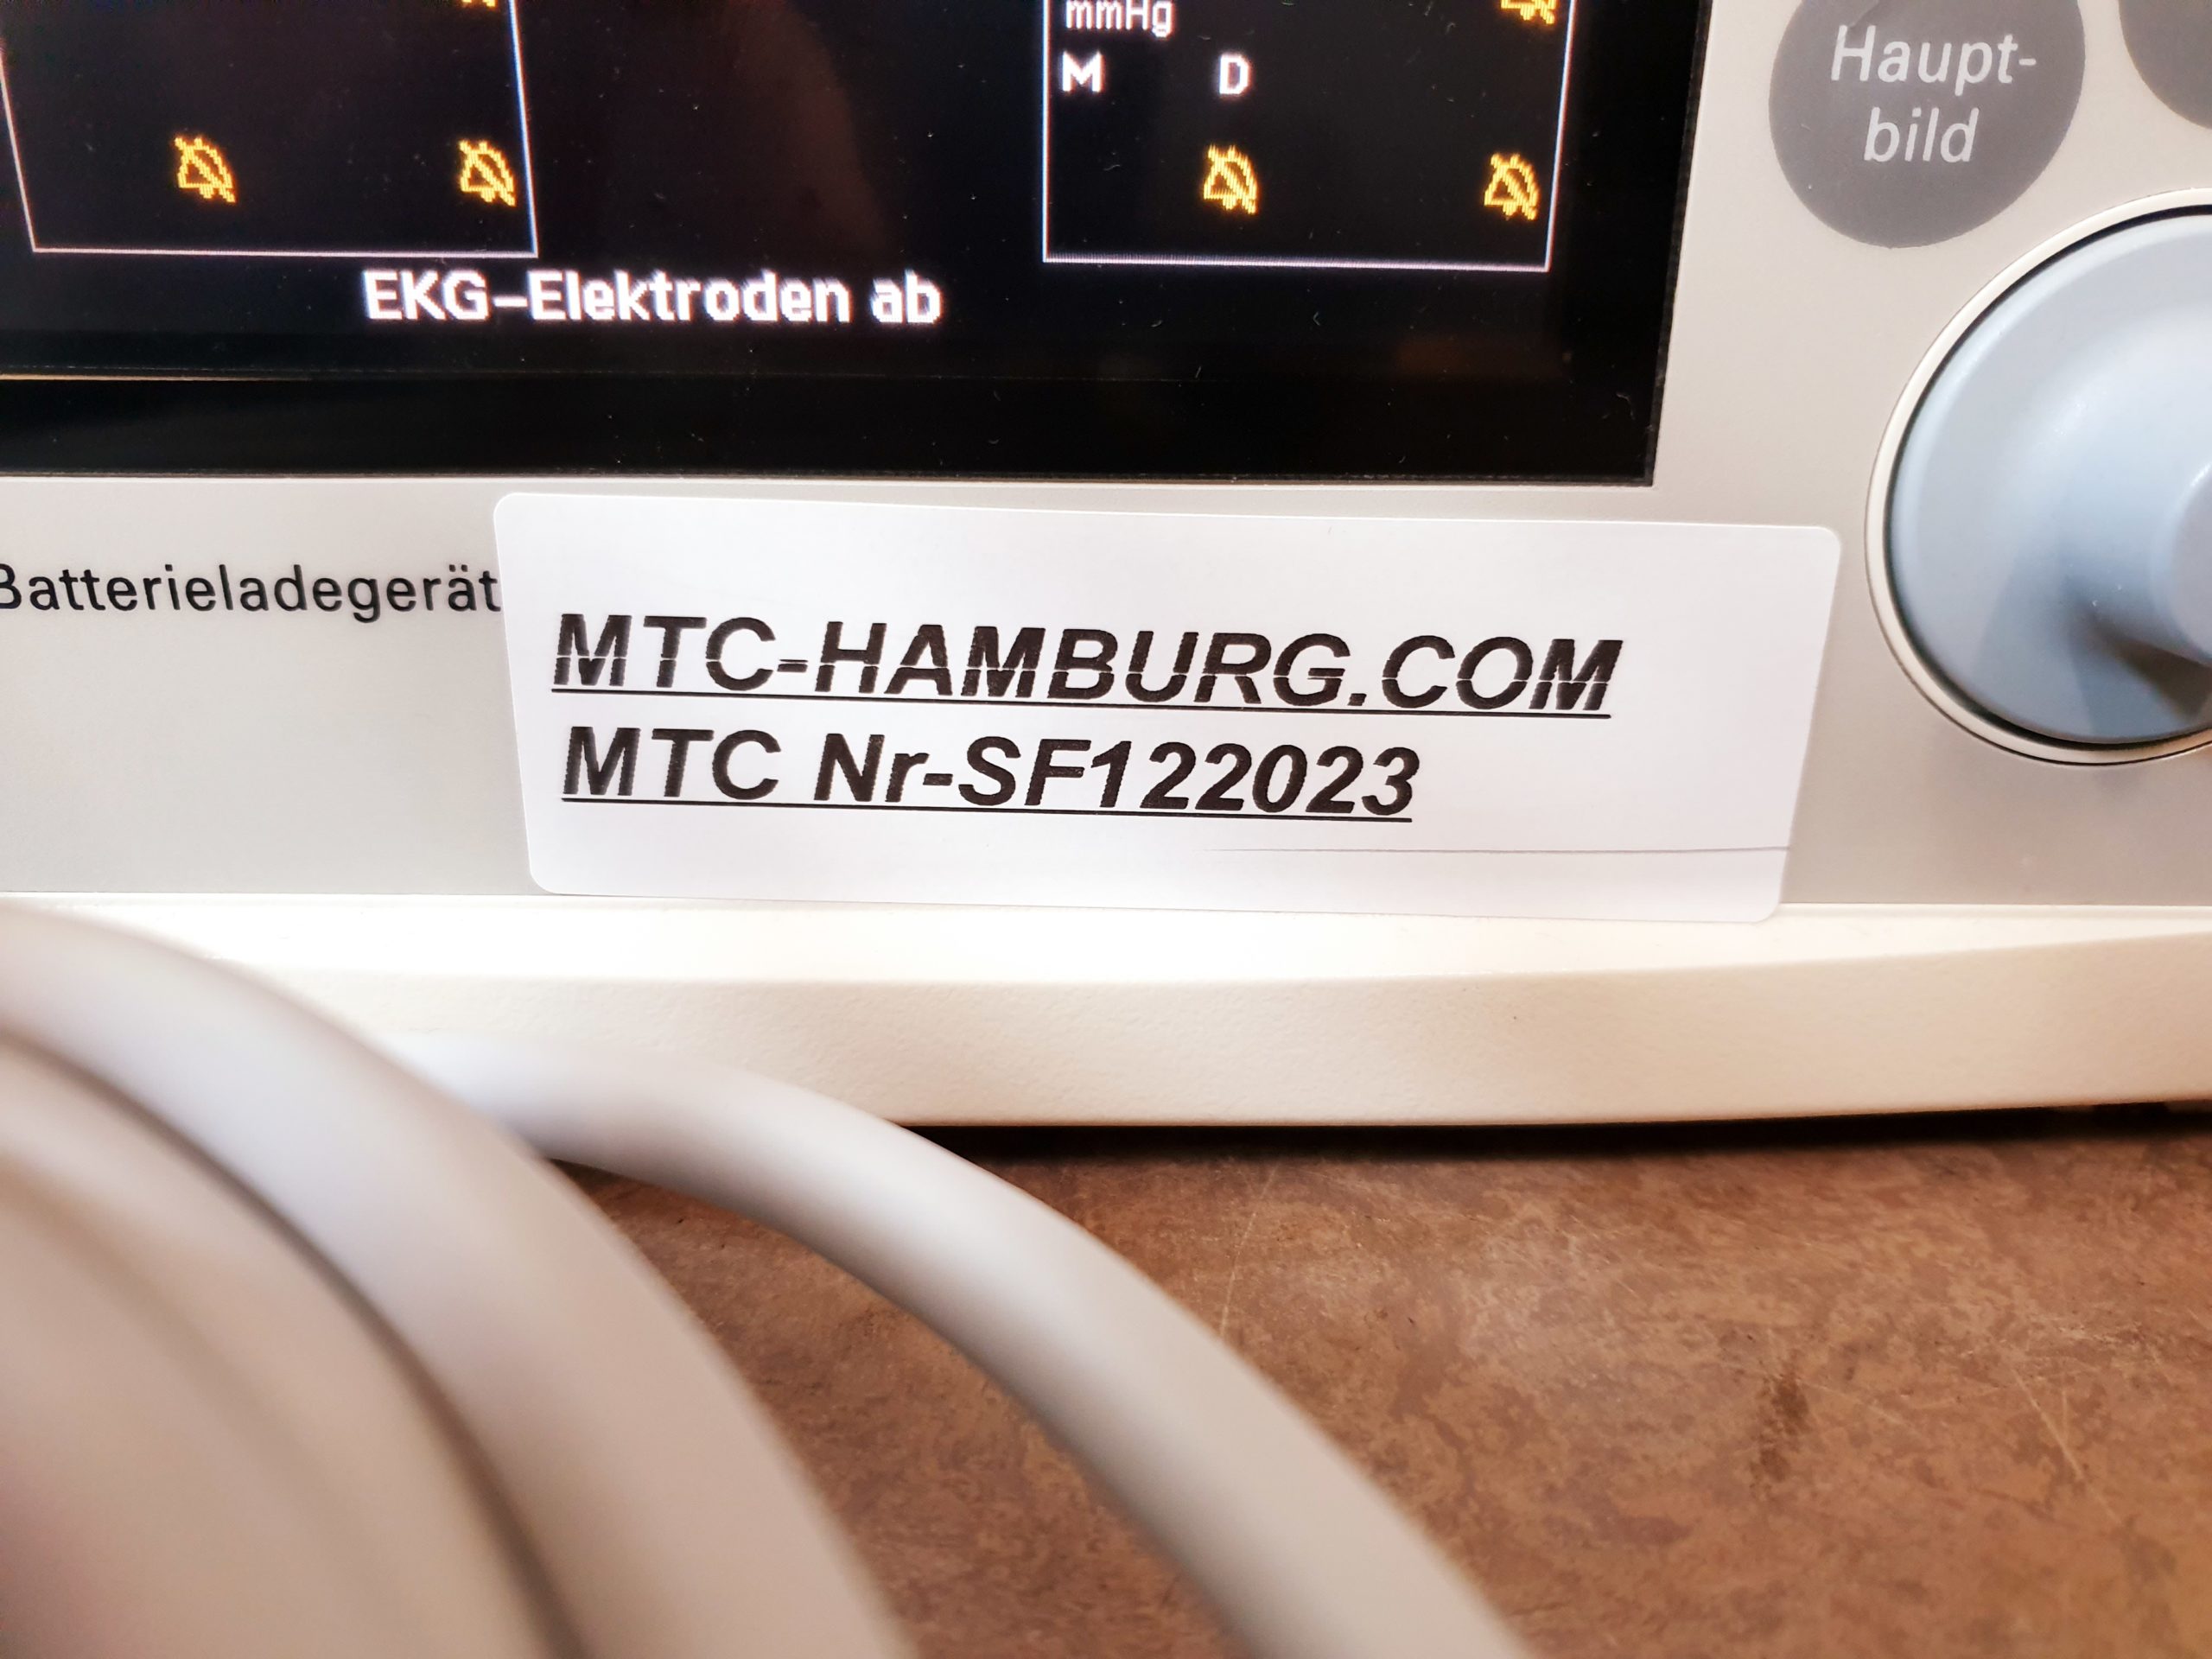 mmHg
M D
Haupt-
bild
EKG-Elektroden ab
Batterieladegerät
MTC-HAMBURG.COM
MTC Nr-SF122023